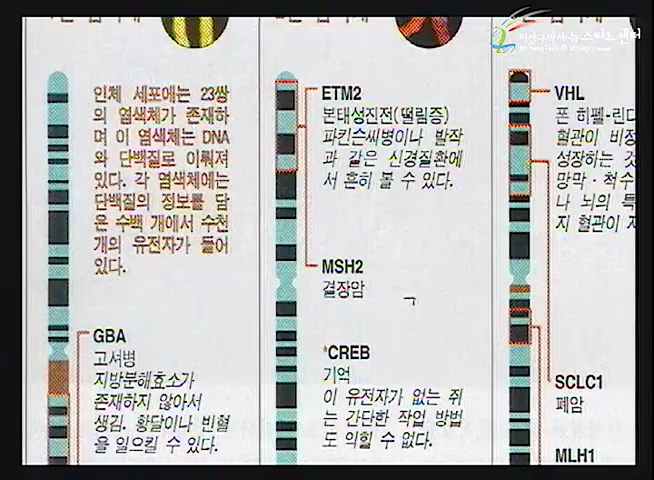 인체 세포에는 23쌍
의 염색체가 존재하
며 이 염색체는 DNA
와 단백질로 이뤄져
있다. 각 염색체에는
단백질의 정보를 담
은 수백 개에서 수천
개의 유전자가 들어
있다.
GBA
고셔병
지방분해효소가
존재하지 않아서
생김. 황달이나 빈혈
을 일으킬 수 있다.
ETM2
본태성진전(떨림증)
파킨슨씨병이나 발작
과 같은 신경질환에
서 흔히 볼 수 있다.
MSH2
결장암
*CREB
기억
이 유전자가 없는 쥐
는 간단한 작업 방법
도 익힐 수 없다.
VHL
폰 히펠-린다
혈관이 비정
성장하는 것
망막·척수
나 뇌의 특
지 혈관이 자
SCLC1
폐암
MLH1